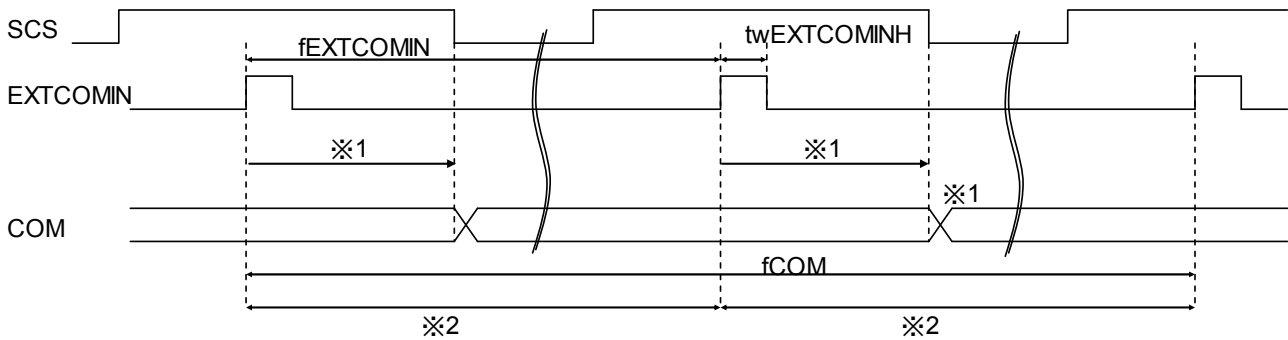 SCS
fEXTCOMIN
twEXTCOMINH
EXTCOMIN
※1
※1
※1
COM
fCOM
※2
※2